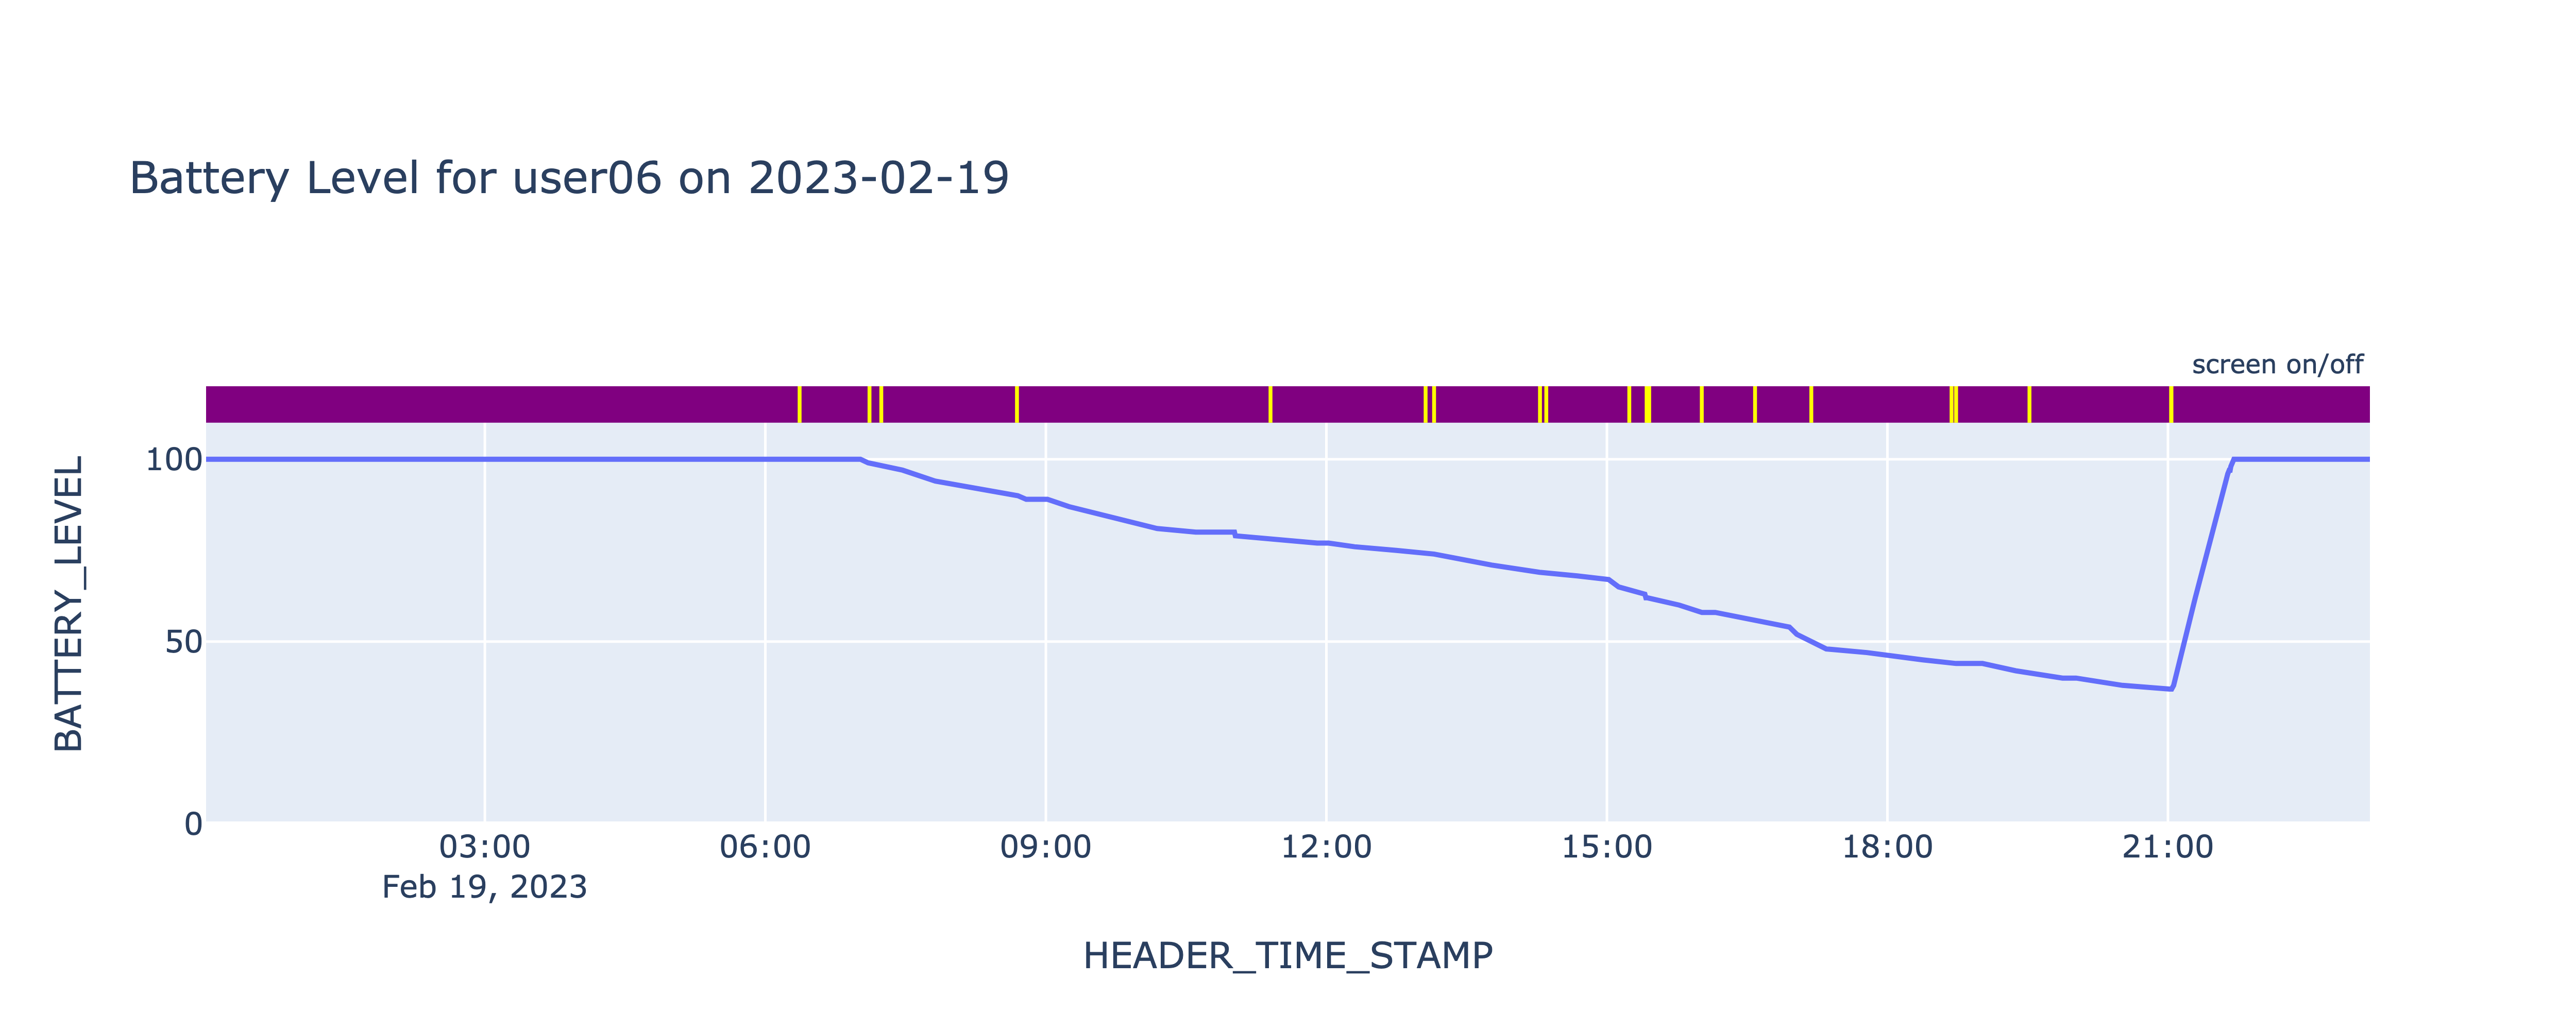 Battery Level for user06 on 2023-02-19
screen on/off
BATTERY_LEVEL
100
50
0
03:00 06:00 09:00 12:00 15:00 18:00 21:00
Feb 19, 2023
HEADER_TIME_STAMP